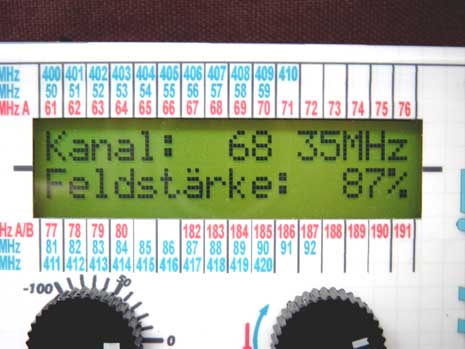 MHz 400 401 402 403 404 405 406 407 408 409 410
MHz 50 51 52 53 54 55 56 57 58 59
MHz A 61 62 63 64 65 66 67 68 69 70 71 72 73 74 75 76
Kanal: 68 35MHz
Feldstärke: 87%
Hz A/B 77 78 79 80 182 183 184 185 186 187 188 189 190 191
MHz 81 82 83 84 85 86 87 88 89 90 91 92
MHz 411 412 413 414 415 416 417 418 419 420
-100 50
0